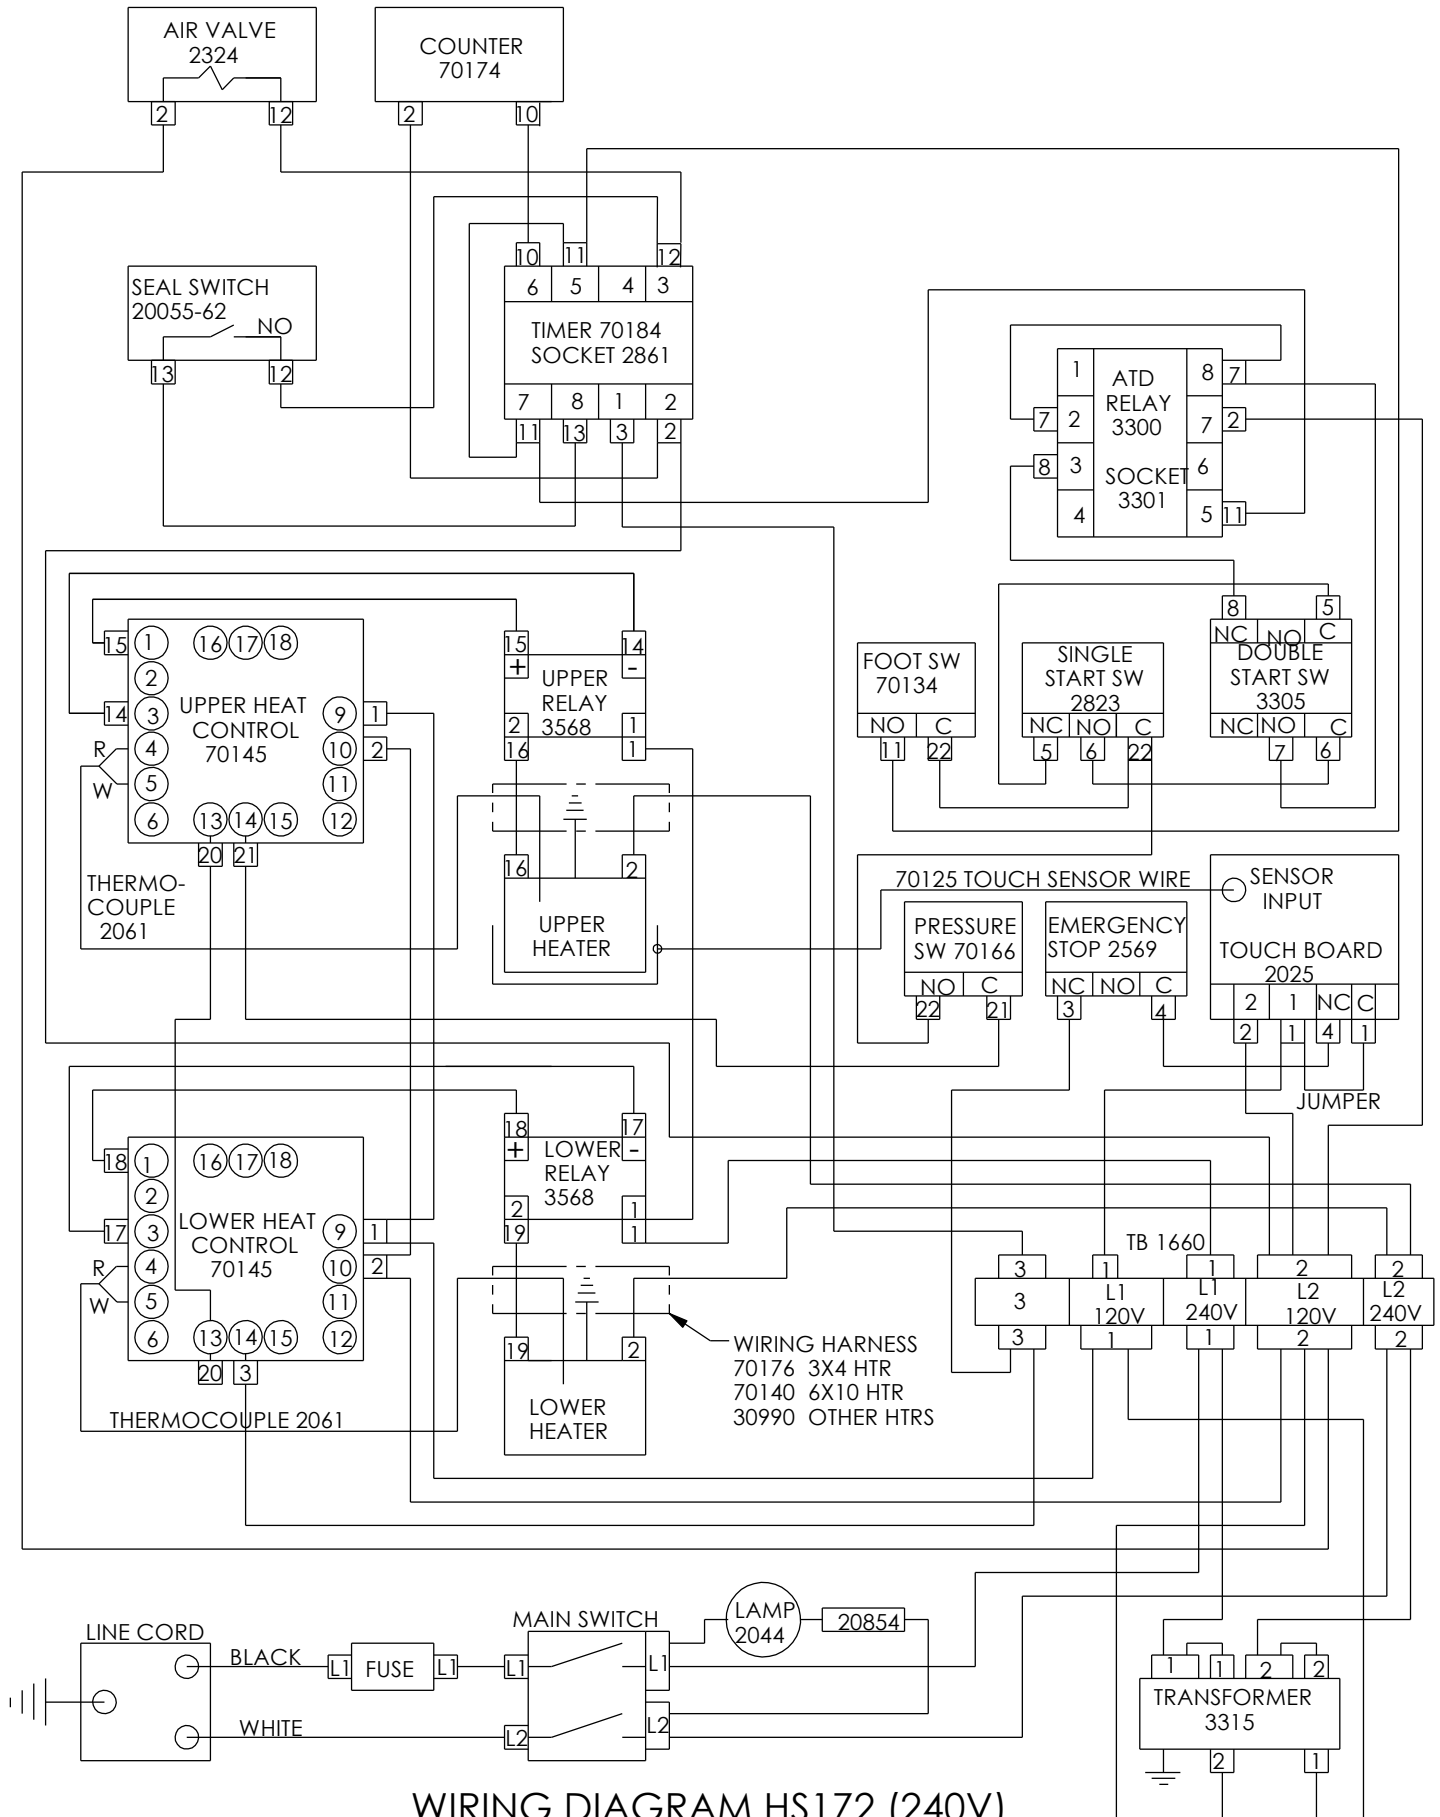 AIR VALVE
2324
2
12
COUNTER
70174
2
10
SEAL SWITCH
20055-62
NO
13
12
10
11
12
6 5 4 3
TIMER 70184
SOCKET 2861
7 8 1 2
11
13
3
2
1
2
3
4
ATD
RELAY
3300
SOCKET
3301
8
7
6
5
7
8
7
2
11
15
14
1
2
3
4
5
6
16 17 18
UPPER HEAT
CONTROL
70145
9
10
11
12
1
2
13 14 15
20
21
R
W
THERMO-
COUPLE
2061
15
14
+
-
UPPER
RELAY
3568
2
1
16
1
16
2
UPPER
HEATER
FOOT SW
70134
NO C
11
22
SINGLE
START SW
2823
NC NO C
5
6
22
8
5
NC NO C
DOUBLE
START SW
3305
NC NO C
7
6
70125 TOUCH SENSOR WIRE
PRESSURE
SW 70166
NO C
22
21
EMERGENCY
STOP 2569
NC NO C
3
4
SENSOR
INPUT
TOUCH BOARD
2025
2 1 NC C
2
1
4
1
JUMPER
18
17
1
2
3
4
5
6
16 17 18
LOWER HEAT
CONTROL
70145
9
10
11
12
1
2
13 14 15
20
3
R
W
THERMOCOUPLE 2061
18
17
+
-
LOWER
RELAY
3568
2
1
19
1
19
2
LOWER
HEATER
WIRING HARNESS
70176 3X4 HTR
70140 6X10 HTR
30990 OTHER HTRS
TB 1660
3 1 1 2 2
3
L1
120V
L1
240V
L2
120V
L2
240V
3 1 1 2 2
LINE CORD
BLACK
WHITE
L1
FUSE
L1
MAIN SWITCH
L1
L1
L2
L2
LAMP
2044
20854
1 1 2 2
TRANSFORMER
3315
2
1
WIRING DIAGRAM HS172 (240V)